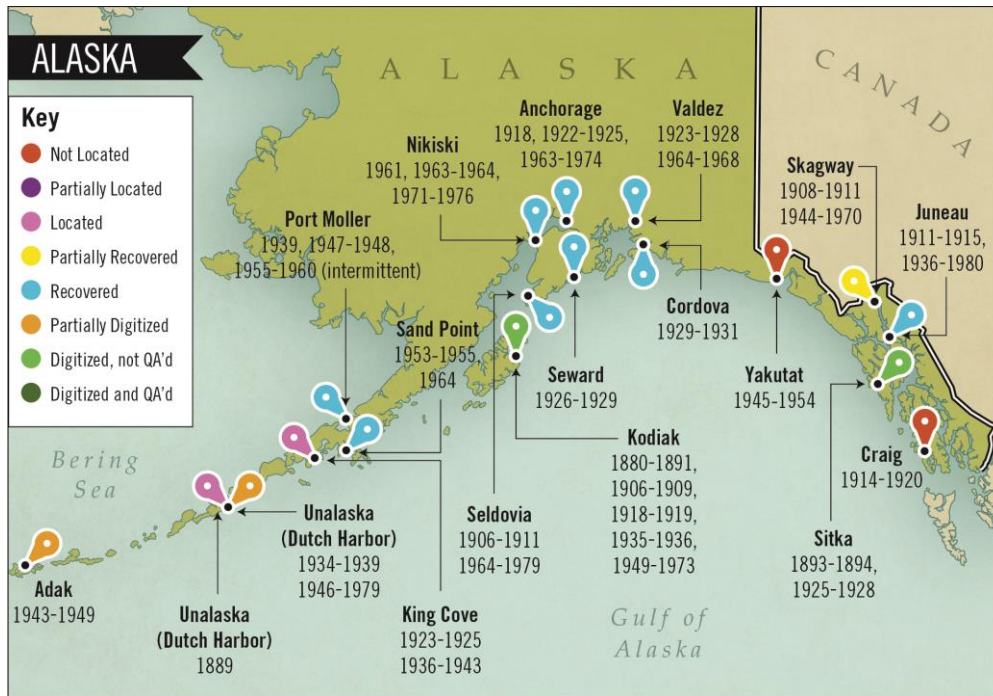 ALASKA
Key
Not Located
Partially Located
Located
Partially Recovered
Recovered
Partially Digitized
Digitized, not QA'd
Digitized and QA'd
ALASKA
CANADA
Nikiski
1961, 1963-1964,
1971-1976
Anchorage
1918, 1922-1925,
1963-1974
Valdez
1923-1928
1964-1968
Skagway
1908-1911
1944-1970
Juneau
1911-1915,
1936-1980
Port Moller
1939, 1947-1948,
1955-1960 (intermittent)
Sand Point
1953-1955,
1964
Cordova
1929-1931
Seward
1926-1929
Yakutat
1945-1954
Kodiak
1880-1891,
1906-1909,
1918-1919,
1935-1936,
1949-1973
Craig
1914-1920
Bering
Sea
Unalaska
(Dutch Harbor)
1934-1939
1946-1979
Seldovia
1906-1911
1964-1979
Sitka
1893-1894,
1925-1928
Adak
1943-1949
Unalaska
(Dutch Harbor)
1889
King Cove
1923-1925
1936-1943
Gulf of
Alaska